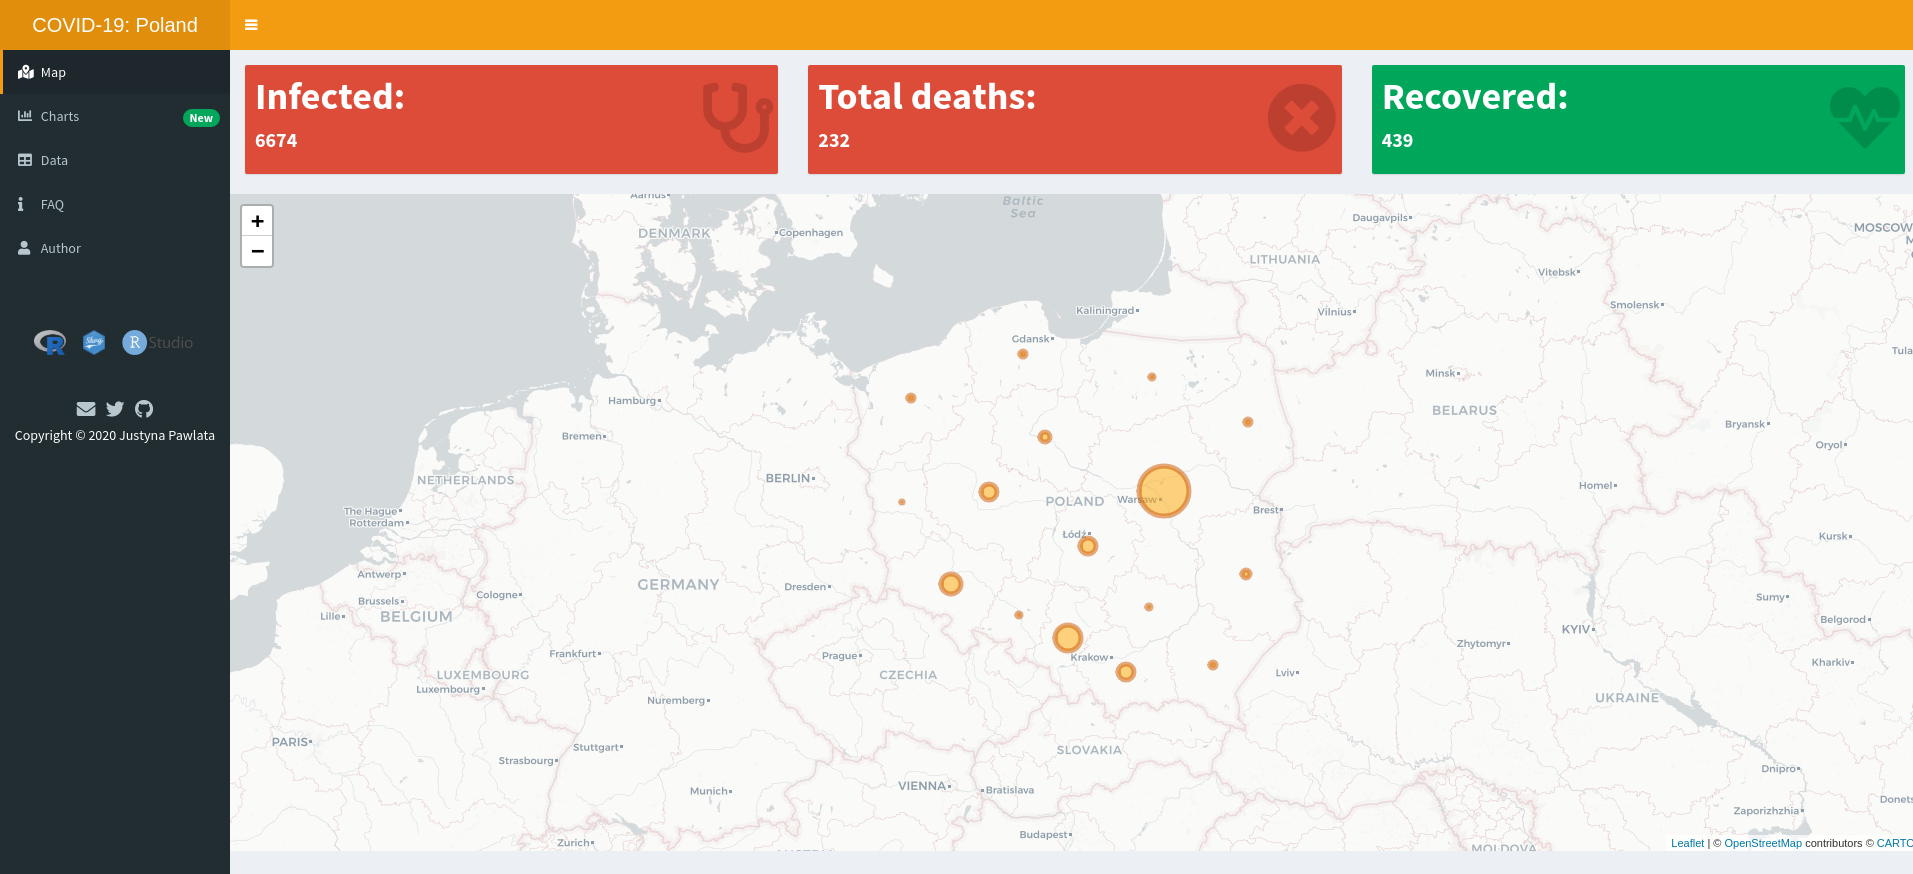 COVID-19: Poland
Map
Charts
New
Data
FAQ
Author
R
Shiny
R Studio
Copyright © 2020 Justyna Pawlata
Infected:
6674
Total deaths:
232
Recovered:
439
+
−
Aarhus
Baltic
Sea
Daugavpils
MOSCOW
DENMARK
Copenhagen
LITHUANIA
Vitebsk
Smolensk
Kaliningrad
Vilnius
Gdansk
Tula
Minsk
Hamburg
BELARUS
Bryansk
Bremen
Oryol
BERLIN
NETHERLANDS
Homel
POLAND
Warsaw
The Hague
Brest
Rotterdam
Łódź
Kursk
Antwerp
GERMANY
Dresden
Cologne
Brussels
Sumy
Lille
BELGIUM
Belgorod
KYIV
Zhytomyr
Frankfurt
Prague
Krakow
Kharkiv
LUXEMBOURG
CZECHIA
Lviv
Luxembourg
Nuremberg
UKRAINE
PARIS
Stuttgart
SLOVAKIA
Strasbourg
Dnipro
VIENNA
Munich
Bratislava
Donets
Zaporizhzhia
Budapest
Zurich
MOLDOVA
AUSTRIA
Leaflet | © OpenStreetMap contributors © CARTO